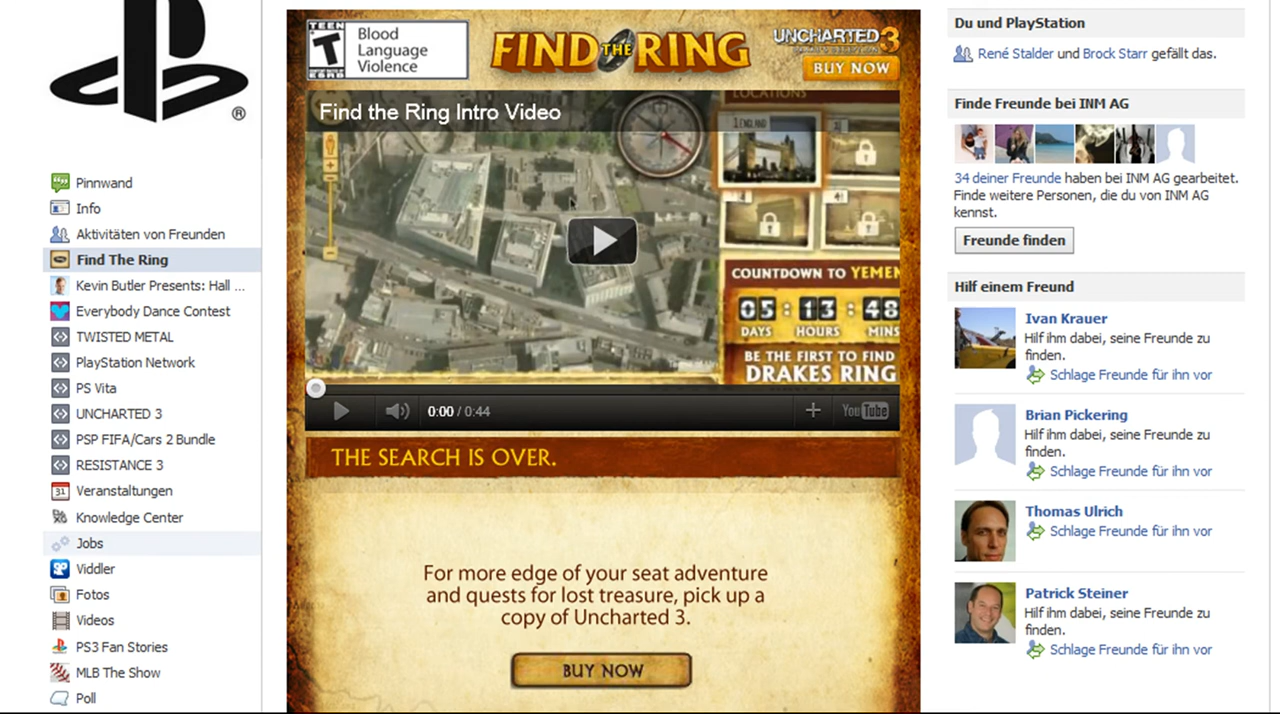 ®
Pinnwand
Info
Aktivitäten von Freunden
Find The Ring
Kevin Butler Presents: Hall ...
Everybody Dance Contest
TWISTED METAL
PlayStation Network
PS Vita
UNCHARTED 3
PSP FIFA/Cars 2 Bundle
RESISTANCE 3
Veranstaltungen
Knowledge Center
Jobs
Viddler
Fotos
Videos
PS3 Fan Stories
MLB The Show
Poll
TEEN
T
ESRB
Blood
Language
Violence
FIND THE RING
UNCHARTED 3
BUY NOW
Find the Ring Intro Video
LOCATIONS
1 ENGLAND
COUNTDOWN TO YEMEN
05 : 13 : 48
DAYS HOURS MINS
BE THE FIRST TO FIND
DRAKES RING
0:00 / 0:44
YouTube
THE SEARCH IS OVER.
For more edge of your seat adventure
and quests for lost treasure, pick up a
copy of Uncharted 3.
BUY NOW
Du und PlayStation
René Stalder und Brock Starr gefällt das.
Finde Freunde bei INM AG
34 deiner Freunde haben bei INM AG gearbeitet.
Finde weitere Personen, die du von INM AG
kennst.
Freunde finden
Hilf einem Freund
Ivan Krauer
Hilf ihm dabei, seine Freunde zu
finden.
Schlage Freunde für ihn vor
Brian Pickering
Hilf ihm dabei, seine Freunde zu
finden.
Schlage Freunde für ihn vor
Thomas Ulrich
Schlage Freunde für ihn vor
Patrick Steiner
Hilf ihm dabei, seine Freunde zu
finden.
Schlage Freunde für ihn vor